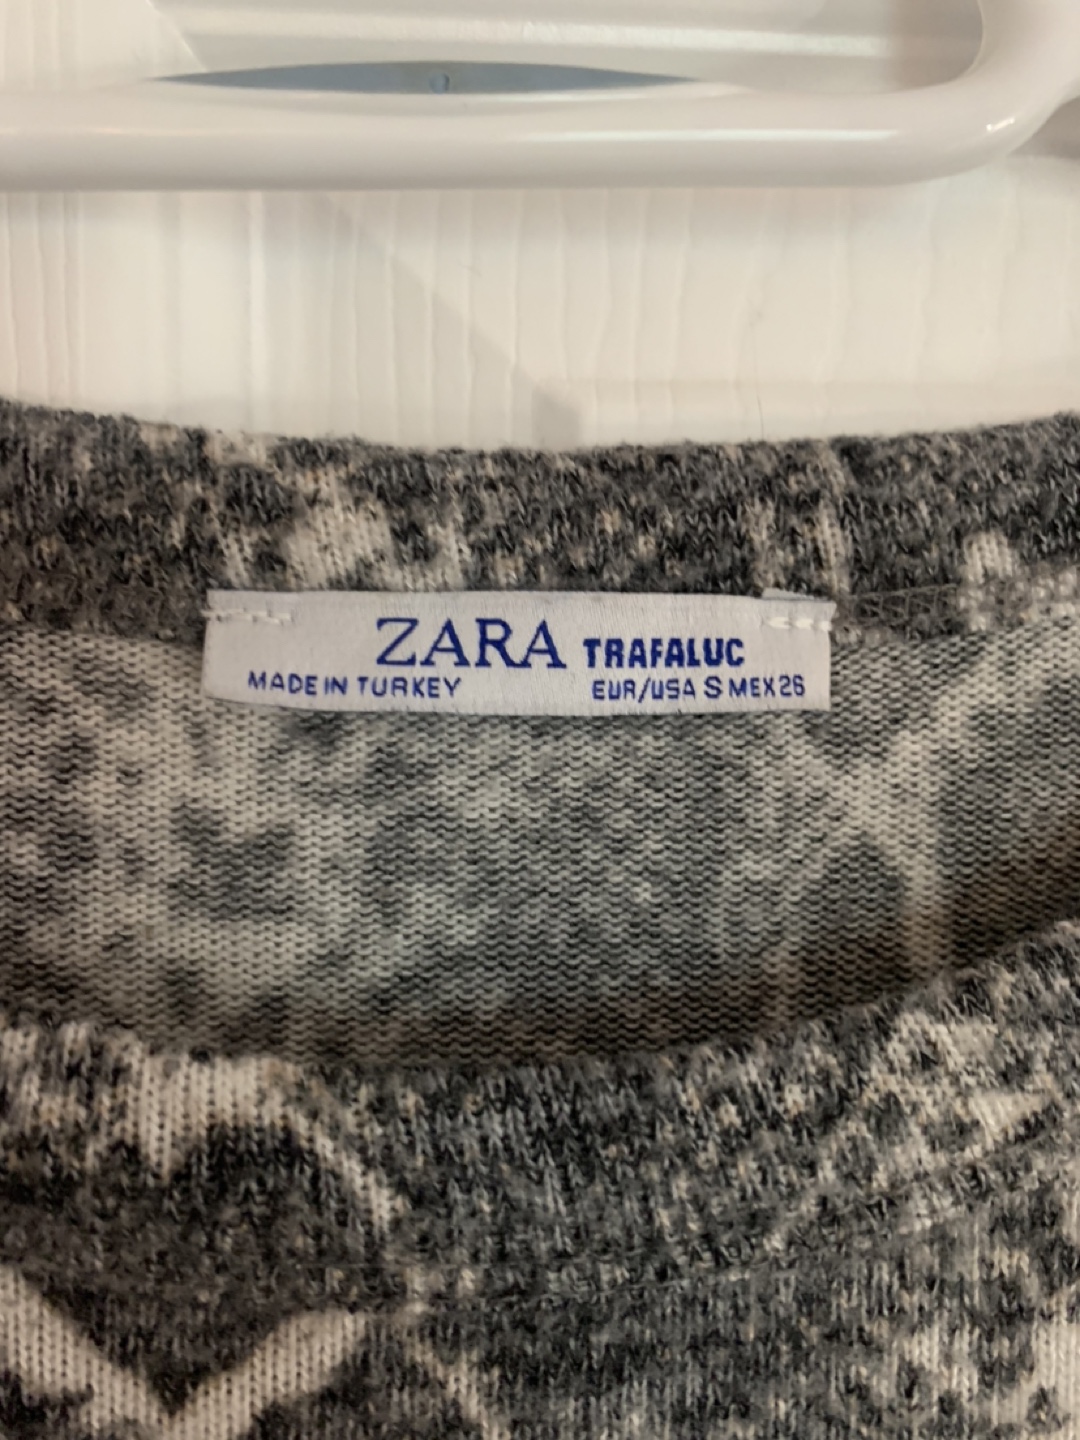 ZARA TRAFALUC
MADE IN TURKEY EUR/USA S MEX 26